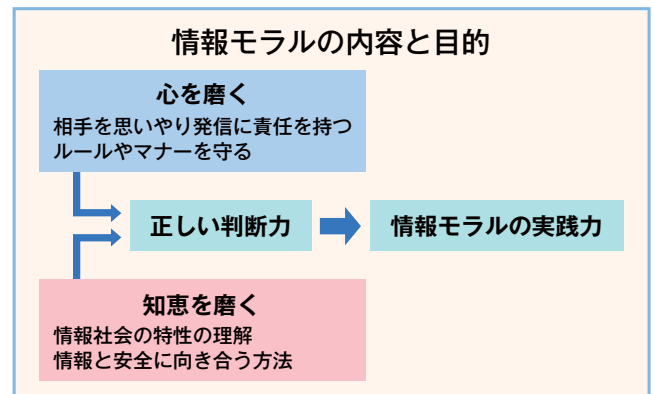 情報モラルの内容と目的
心を磨く
相手を思いやり発信に責任を持つ
ルールやマナーを守る
正しい判断力
情報モラルの実践力
知恵を磨く
情報社会の特性の理解
情報と安全に向き合う方法